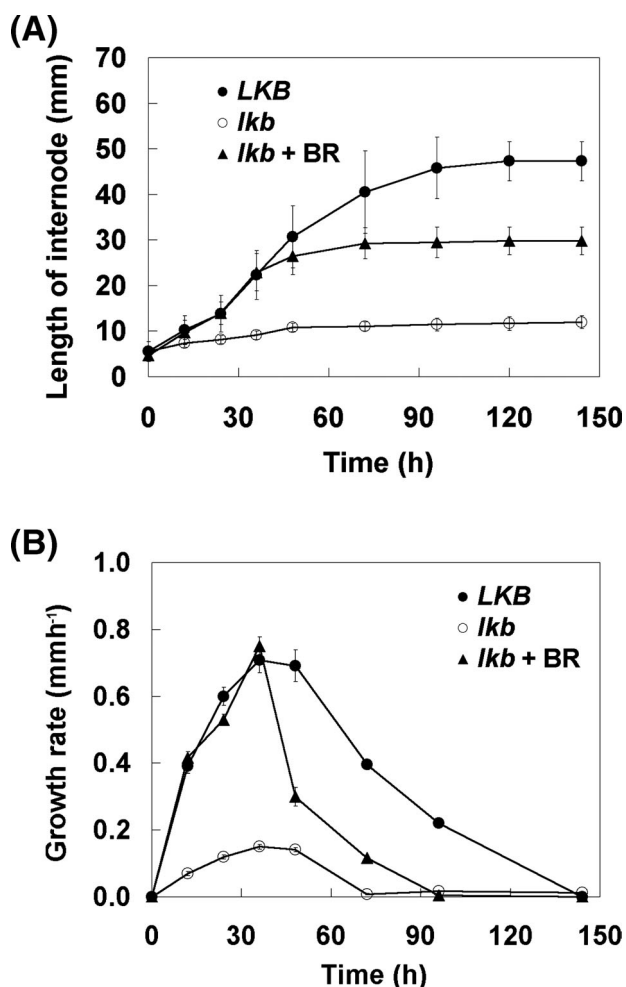 (A)
70
60
50
40
30
20
10
0
Length of internode (mm)
LKB
lkb
lkb + BR
0 30 60 90 120 150
Time (h)
(B)
1.0
0.8
0.6
0.4
0.2
0.0
Growth rate (mmh-1)
LKB
lkb
lkb + BR
0 30 60 90 120 150
Time (h)